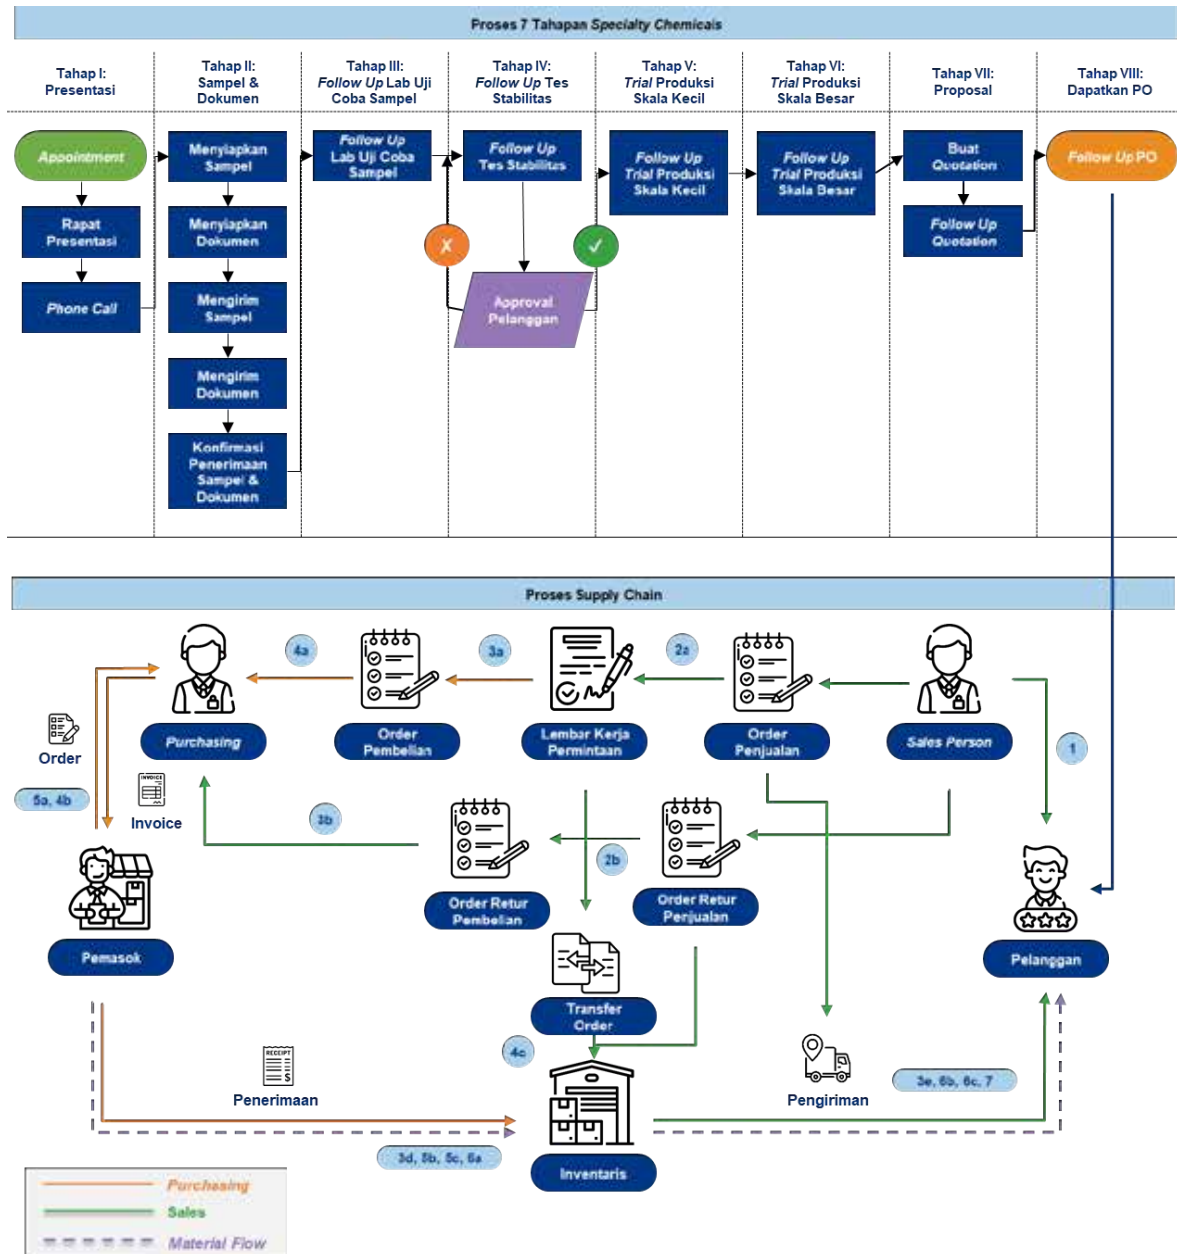 Proses 7 Tahapan Specialty Chemicals
Tahap I:
Presentasi
Tahap II:
Sampel &
Dokumen
Tahap III:
Follow Up Lab Uji
Coba Sampel
Tahap IV:
Follow Up Tes
Stabilitas
Tahap V:
Trial Produksi
Skala Kecil
Tahap VI:
Trial Produksi
Skala Besar
Tahap VII:
Proposal
Tahap VIII:
Dapatkan PO
Appointment
Rapat
Presentasi
Phone Call
Menyiapkan
Sampel
Menyiapkan
Dokumen
Mengirim
Sampel
Mengirim
Dokumen
Konfirmasi
Penerimaan
Sampel &
Dokumen
Follow Up
Lab Uji Coba
Sampel
Follow Up
Tes Stabilitas
X
✓
Approval
Pelanggan
Follow Up
Trial Produksi
Skala Kecil
Follow Up
Trial Produksi
Skala Besar
Buat
Quotation
Follow Up
Quotation
Follow Up PO
Proses Supply Chain
4a
3a
2a
Purchasing
Order
Pembelian
Lembar Kerja
Permintaan
Order
Penjualan
Sales Person
1
Order
5a, 4b
INVOICE
Invoice
3b
2b
Pemasok
Order Retur
Pembelian
Order Retur
Penjualan
Pelanggan
Transfer
Order
4c
RECEIPT
$
Penerimaan
Pengiriman
3e, 6b, 6c, 7
3d, 5b, 5c, 6a
Inventaris
Purchasing
Sales
Material Flow